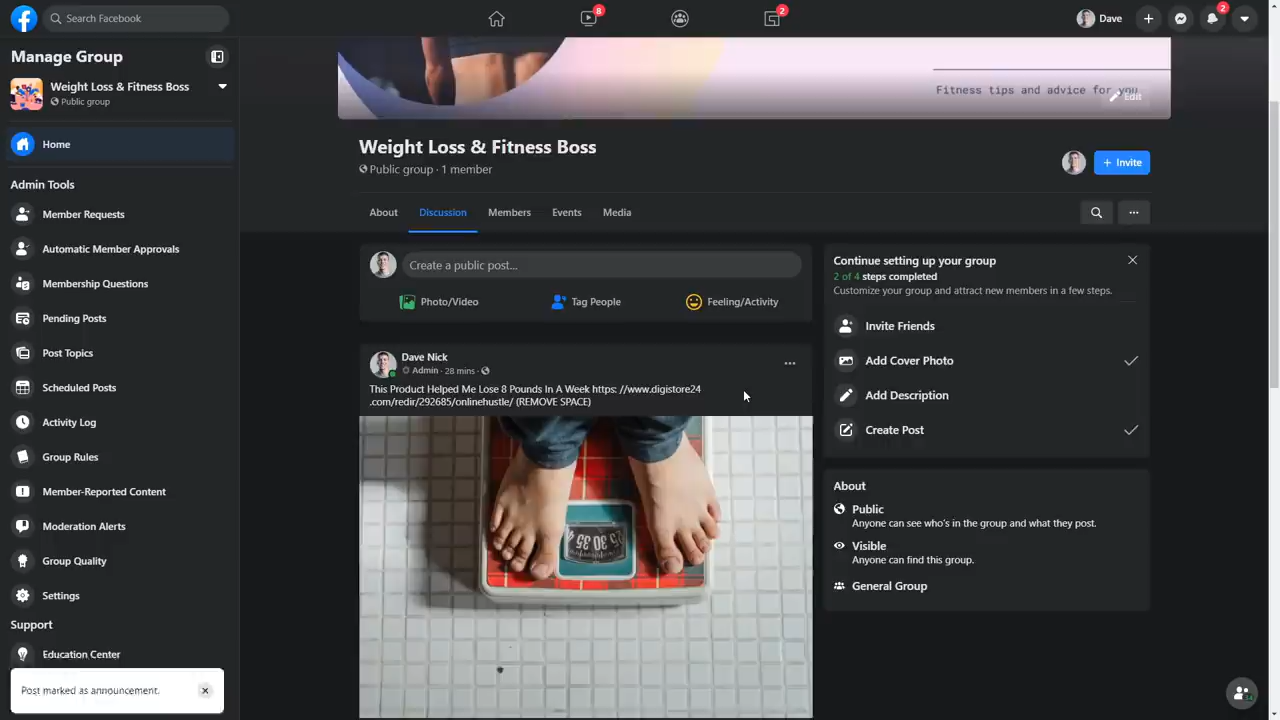 Search Facebook
8
2
Dave
2
Manage Group
Weight Loss & Fitness Boss
Public group
Home
Admin Tools
Member Requests
Automatic Member Approvals
Membership Questions
Pending Posts
Post Topics
Scheduled Posts
Activity Log
Group Rules
Member-Reported Content
Moderation Alerts
Group Quality
Settings
Support
Education Center
Post marked as announcement.
Fitness tips and advice for you
Edit
Weight Loss & Fitness Boss
Public group · 1 member
+ Invite
About
Discussion
Members
Events
Media
Create a public post...
Photo/Video
Tag People
Feeling/Activity
Dave Nick
Admin · 28 mins ·
This Product Helped Me Lose 8 Pounds In A Week https: //www.digistore24
.com/redir/292685/onlinehustle/ (REMOVE SPACE)
25 30 35
Continue setting up your group
2 of 4 steps completed
Customize your group and attract new members in a few steps.
Invite Friends
Add Cover Photo
Add Description
Create Post
About
Public
Anyone can see who's in the group and what they post.
Visible
Anyone can find this group.
General Group